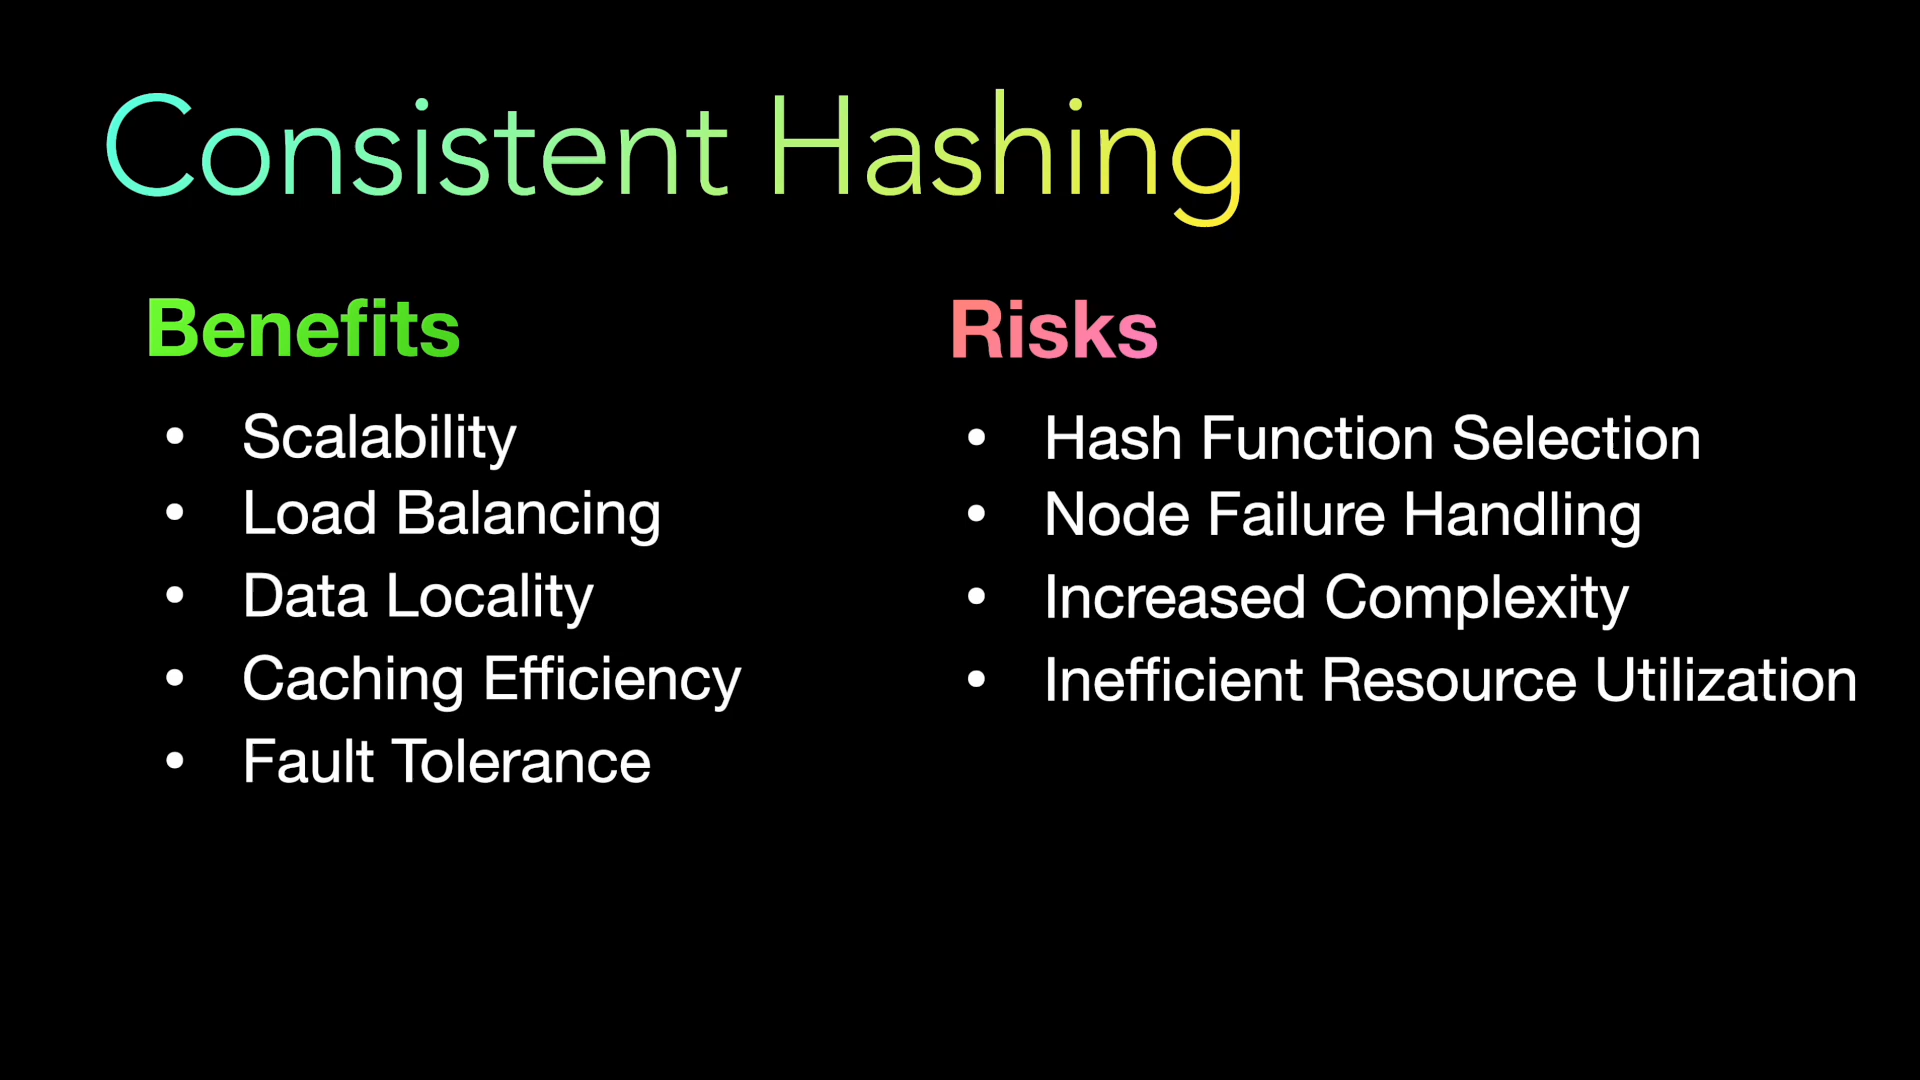 Consistent Hashing
Benefits
• Scalability
• Load Balancing
• Data Locality
• Caching Efficiency
• Fault Tolerance
Risks
• Hash Function Selection
• Node Failure Handling
• Increased Complexity
• Inefficient Resource Utilization